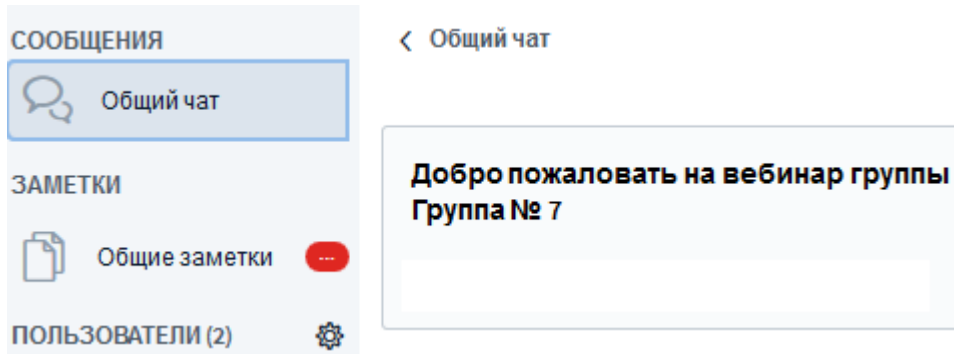 СООБЩЕНИЯ
Общий чат
ЗАМЕТКИ
Общие заметки ...
ПОЛЬЗОВАТЕЛИ (2)
Общий чат
Добро пожаловать на вебинар группы
Группа № 7